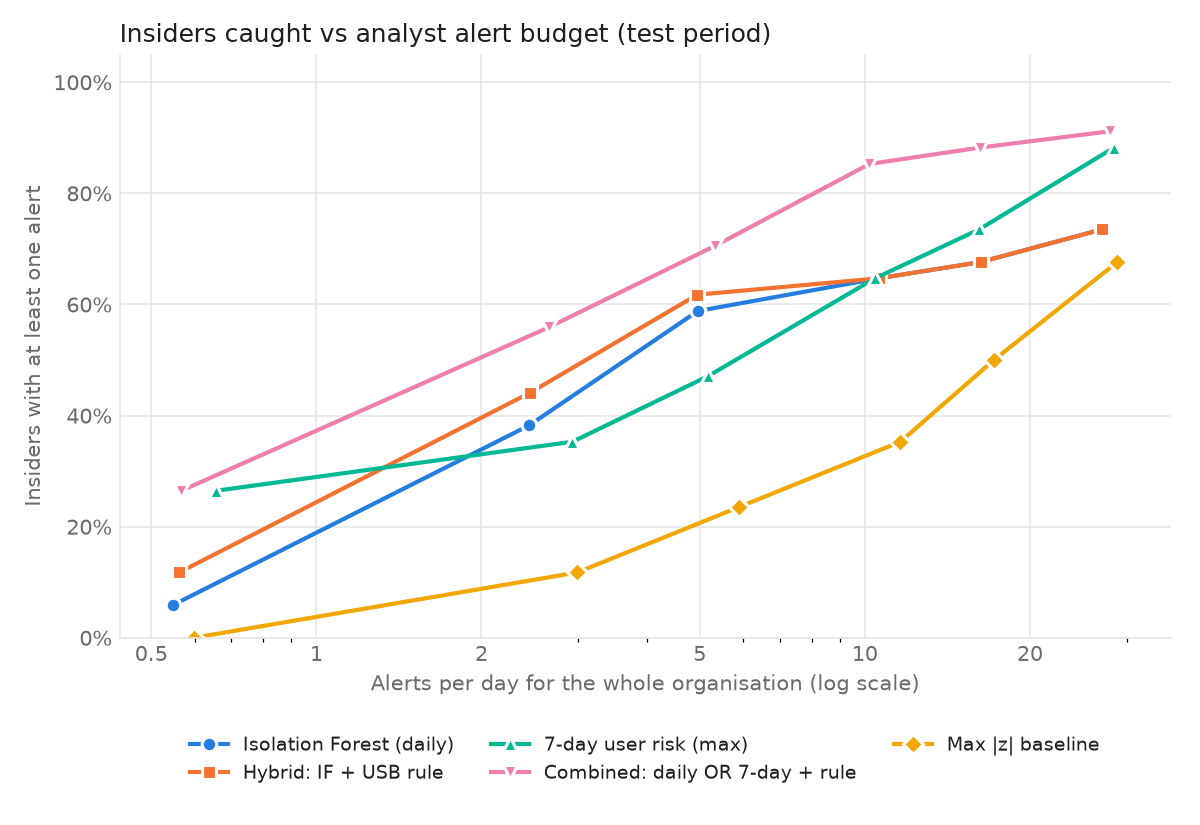 Insiders caught vs analyst alert budget (test period)
100%
80%
60%
40%
20%
0%
Insiders with at least one alert
0.5 1 2 5 10 20
Alerts per day for the whole organisation (log scale)
Isolation Forest (daily) 7-day user risk (max) Max |z| baseline
Hybrid: IF + USB rule Combined: daily OR 7-day + rule